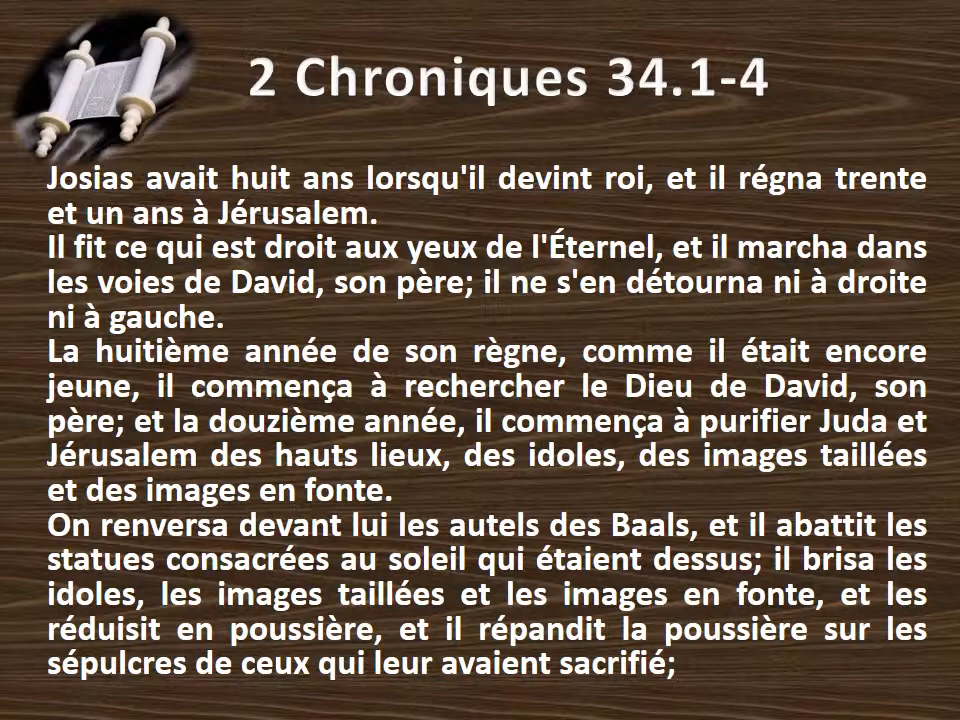 2 Chroniques 34.1-4
Josias avait huit ans lorsqu'il devint roi, et il régna trente
et un ans à Jérusalem.
Il fit ce qui est droit aux yeux de l'Éternel, et il marcha dans
les voies de David, son père; il ne s'en détourna ni à droite
ni à gauche.
La huitième année de son règne, comme il était encore
jeune, il commença à rechercher le Dieu de David, son
père; et la douzième année, il commença à purifier Juda et
Jérusalem des hauts lieux, des idoles, des images taillées
et des images en fonte.
On renversa devant lui les autels des Baals, et il abattit les
statues consacrées au soleil qui étaient dessus; il brisa les
idoles, les images taillées et les images en fonte, et les
réduisit en poussière, et il répandit la poussière sur les
sépulcres de ceux qui leur avaient sacrifié;